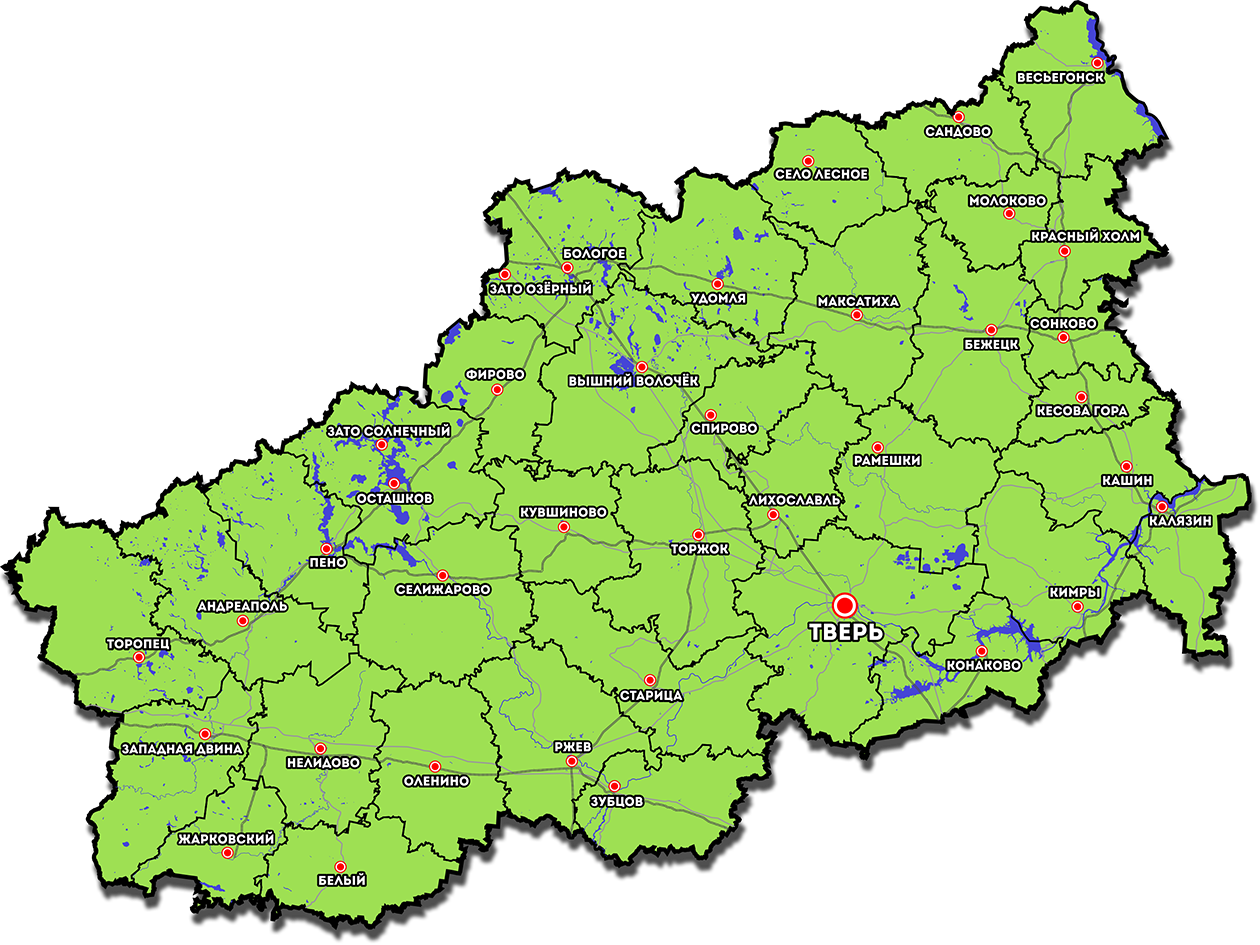 ВЕСЬЕГОНСК
САНДОВО
СЕЛО ЛЕСНОЕ
МОЛОКОВО
КРАСНЫЙ ХОЛМ
БОЛОГОЕ
ЗАТО ОЗЁРНЫЙ
УДОМЛЯ
МАКСАТИХА
СОНКОВО
БЕЖЕЦК
ФИРОВО
ВЫШНИЙ ВОЛОЧЁК
КЕСОВА ГОРА
ЗАТО СОЛНЕЧНЫЙ
СПИРОВО
РАМЕШКИ
КАШИН
ОСТАШКОВ
КУВШИНОВО
ЛИХОСЛАВЛЬ
КАЛЯЗИН
ТОРЖОК
ПЕНО
СЕЛИЖАРОВО
КИМРЫ
АНДРЕАПОЛЬ
ТВЕРЬ
ТОРОПЕЦ
КОНАКОВО
СТАРИЦА
ЗАПАДНАЯ ДВИНА
РЖЕВ
НЕЛИДОВО
ОЛЕНИНО
ЗУБЦОВ
ЖАРКОВСКИЙ
БЕЛЫЙ